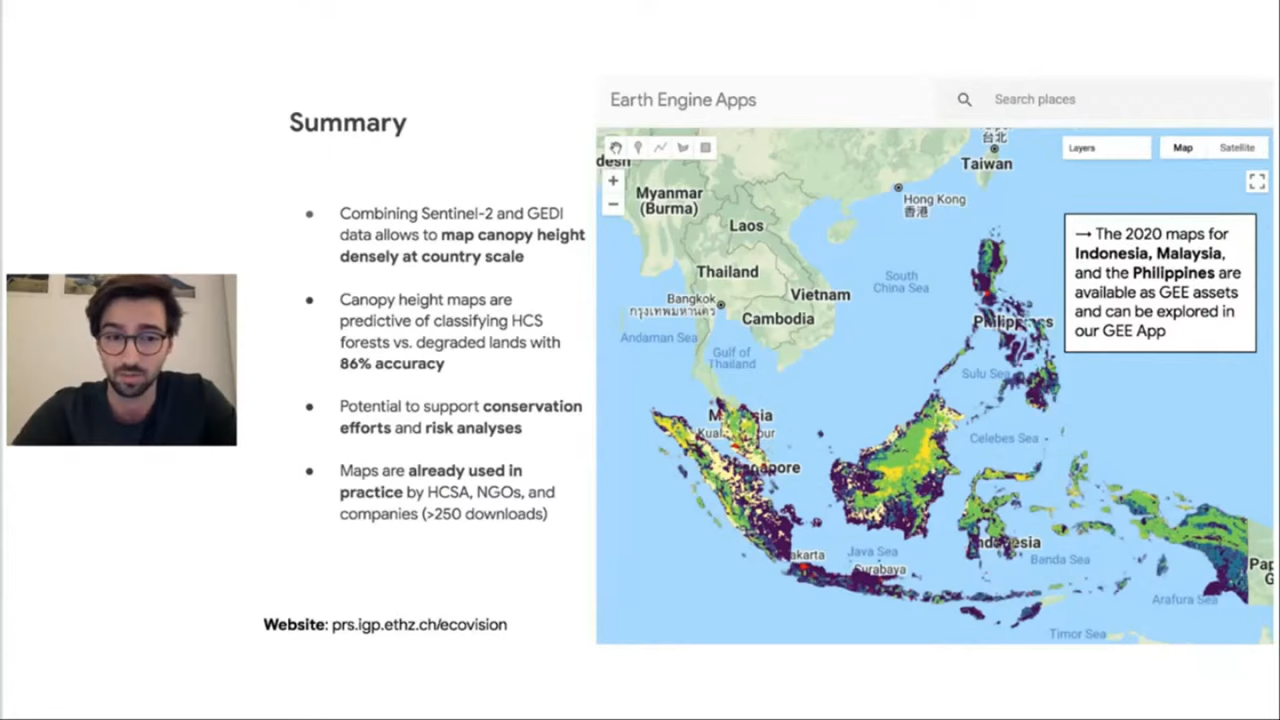 Summary
Combining Sentinel-2 and GEDI
data allows to map canopy height
densely at country scale
Canopy height maps are
predictive of classifying HCS
forests vs. degraded lands with
86% accuracy
Potential to support conservation
efforts and risk analyses
Maps are already used in
practice by HCSA, NGOs, and
companies (>250 downloads)
Website: prs.igp.ethz.ch/ecovision
Earth Engine Apps
Search places
Layers
Map
Satellite
→ The 2020 maps for
Indonesia, Malaysia,
and the Philippines are
available as GEE assets
and can be explored in
our GEE App
台北
Taiwan
Myanmar
(Burma)
Hong Kong
香港
Laos
Thailand
South
China Sea
Vietnam
Bangkok
กรุงเทพมหานคร
Cambodia
Andaman Sea
Gulf of
Thailand
Sulu Sea
Celebes Sea
Java Sea
Surabaya
Banda Sea
Arafura Sea
Timor Sea